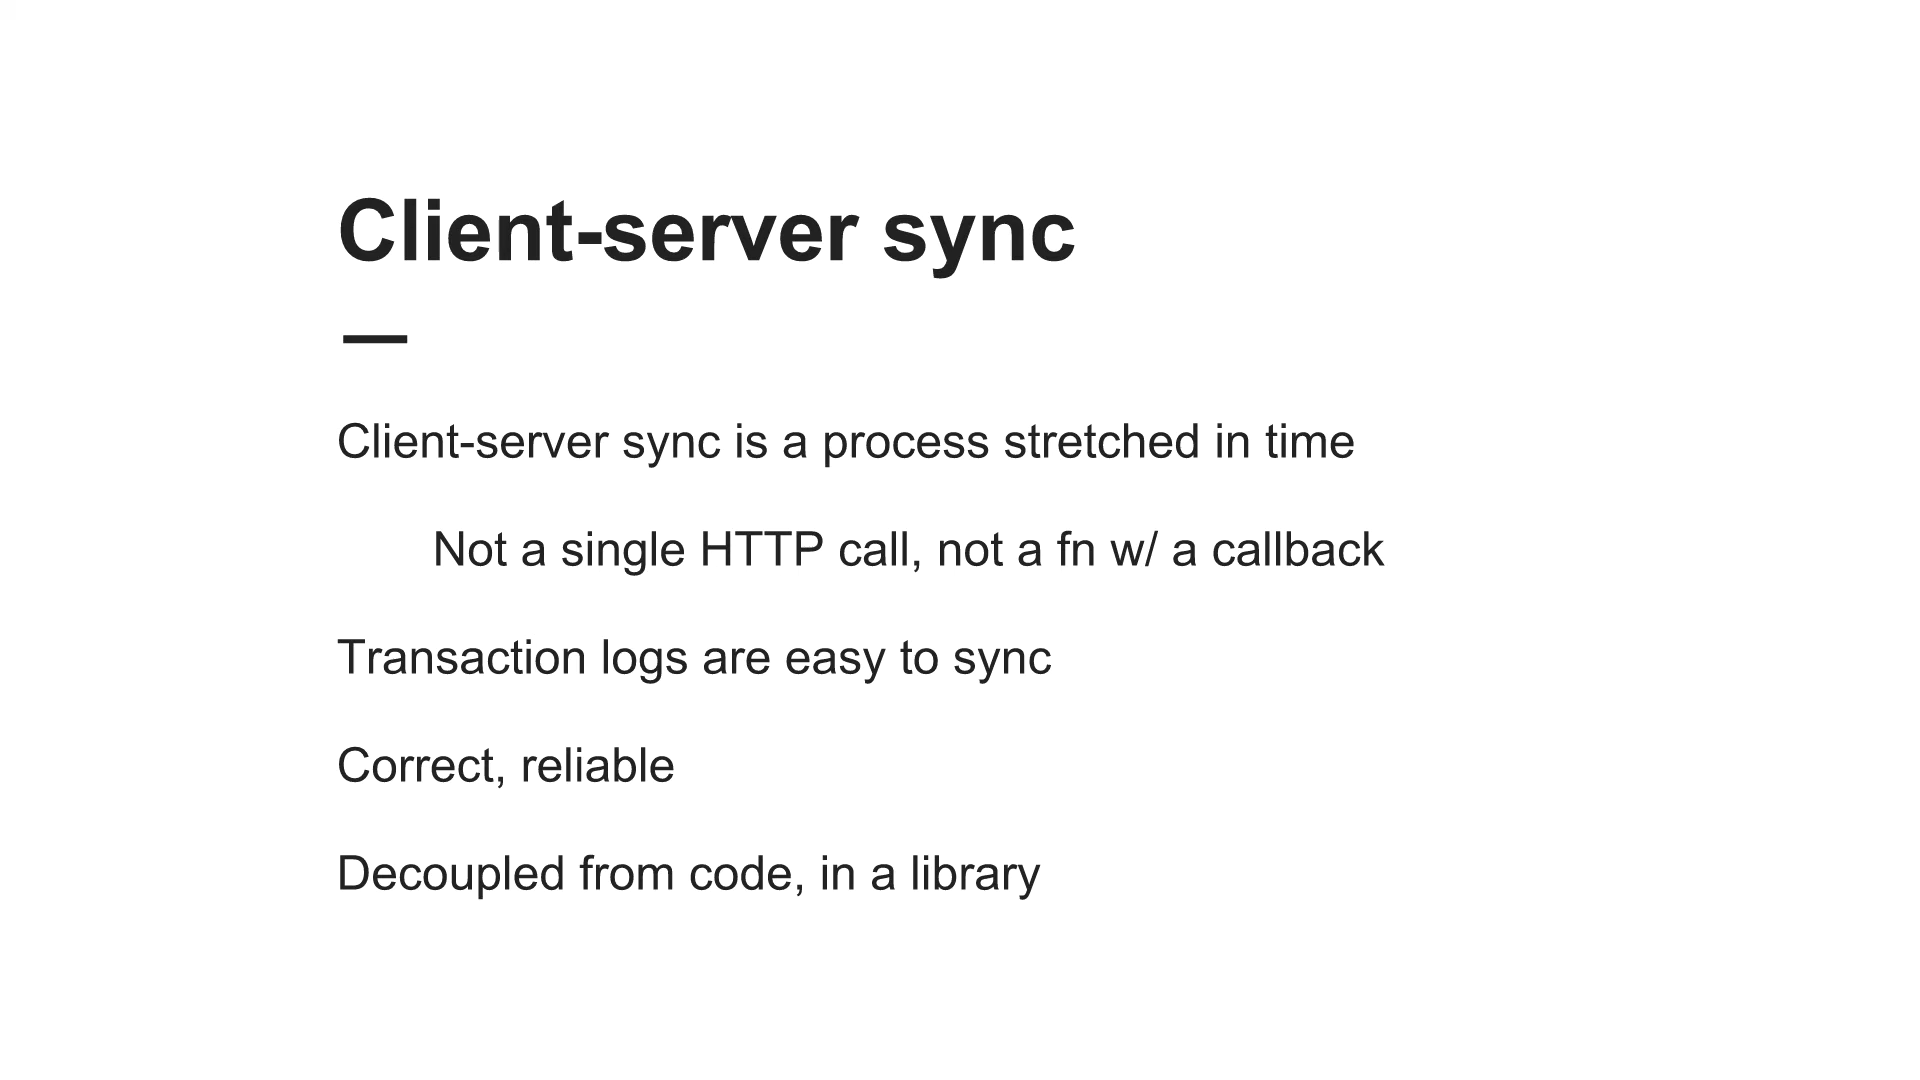 Client-server sync
Client-server sync is a process stretched in time
Not a single HTTP call, not a fn w/ a callback
Transaction logs are easy to sync
Correct, reliable
Decoupled from code, in a library